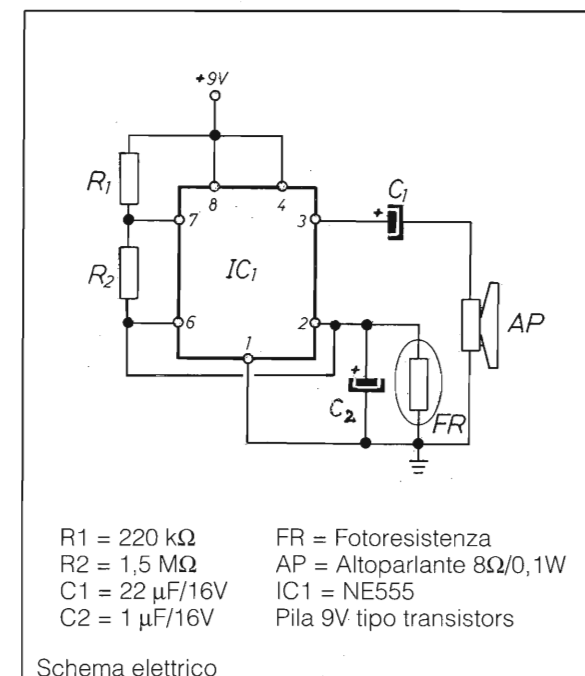 +9V
R1
8
4
C1
+
7
3
R2
IC1
AP
6
2
1
+
C2
FR
R1 = 220 kΩ
R2 = 1,5 MΩ
C1 = 22 µF/16V
C2 = 1 µF/16V
FR = Fotoresistenza
AP = Altoparlante 8Ω/0,1W
IC1 = NE555
Pila 9V tipo transistors
Schema elettrico